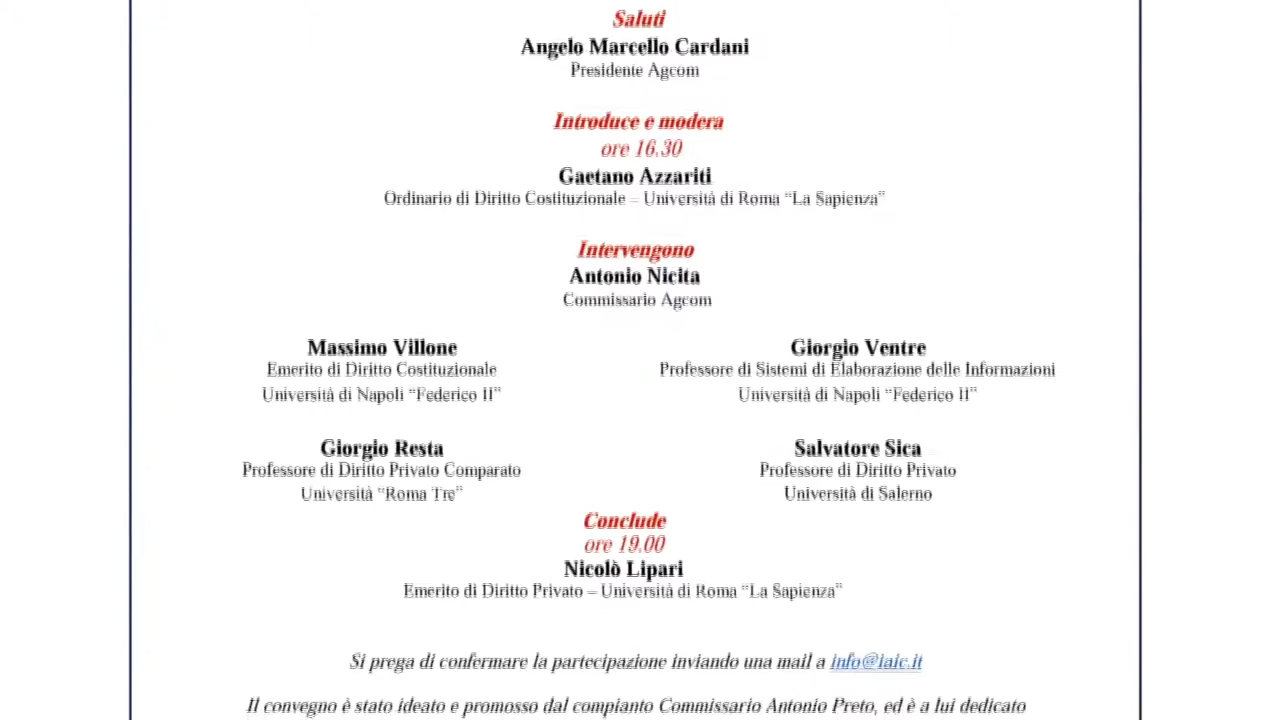 Saluti
Angelo Marcello Cardani
Presidente Agcom
Introduce e modera
ore 16.30
Gaetano Azzariti
Ordinario di Diritto Costituzionale – Università di Roma “La Sapienza”
Intervengono
Antonio Nicita
Commissario Agcom
Massimo Villone
Emerito di Diritto Costituzionale
Università di Napoli “Federico II”
Giorgio Ventre
Professore di Sistemi di Elaborazione delle Informazioni
Università di Napoli “Federico II”
Giorgio Resta
Professore di Diritto Privato Comparato
Università “Roma Tre”
Salvatore Sica
Professore di Diritto Privato
Università di Salerno
Conclude
ore 19.00
Nicolò Lipari
Emerito di Diritto Privato – Università di Roma “La Sapienza”
Si prega di confermare la partecipazione inviando una mail a info@iaic.it
Il convegno è stato ideato e promosso dal compianto Commissario Antonio Preto, ed è a lui dedicato